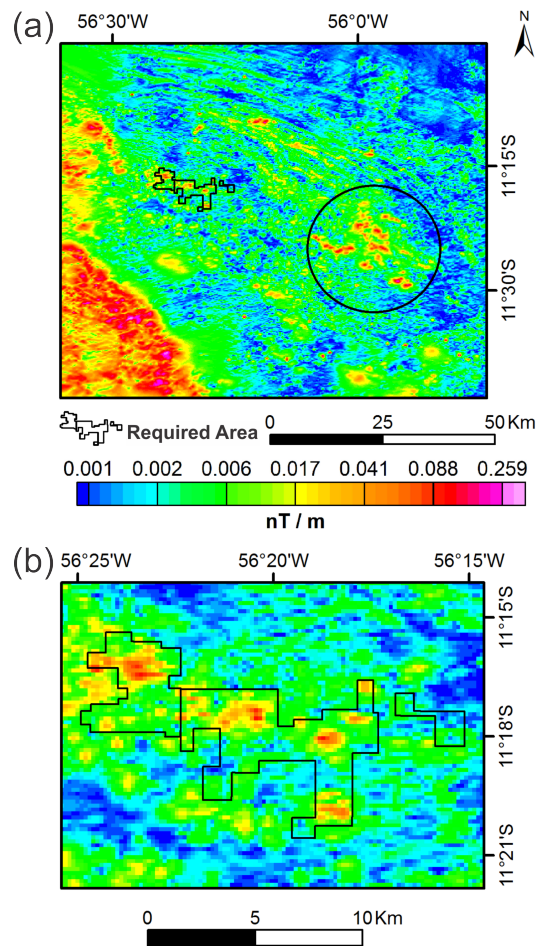 (a)
56°30'W 56°0'W
N
11°15'S
11°30'S
Required Area
0 25 50 Km
0.001 0.002 0.006 0.017 0.041 0.088 0.259
nT / m
(b)
56°25'W 56°20'W 56°15'W
11°15'S
11°18'S
11°21'S
0 5 10 Km